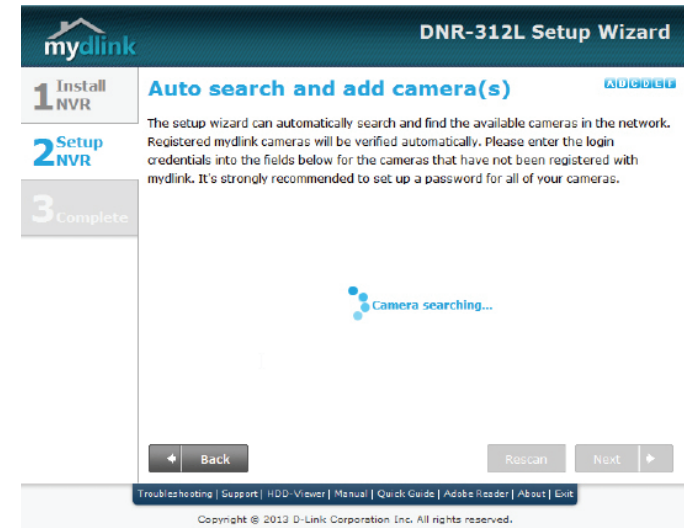 mydlink
DNR-312L Setup Wizard
1 Install
NVR
2 Setup
NVR
3 Complete
Auto search and add camera(s)
A B C D E F
The setup wizard can automatically search and find the available cameras in the network.
Registered mydlink cameras will be verified automatically. Please enter the login
credentials into the fields below for the cameras that have not been registered with
mydlink. It's strongly recommended to set up a password for all of your cameras.
Camera searching...
Back
Rescan
Next
Troubleshooting | Support | HDD-Viewer | Manual | Quick Guide | Adobe Reader | About | Exit
Copyright © 2013 D-Link Corporation Inc. All rights reserved.